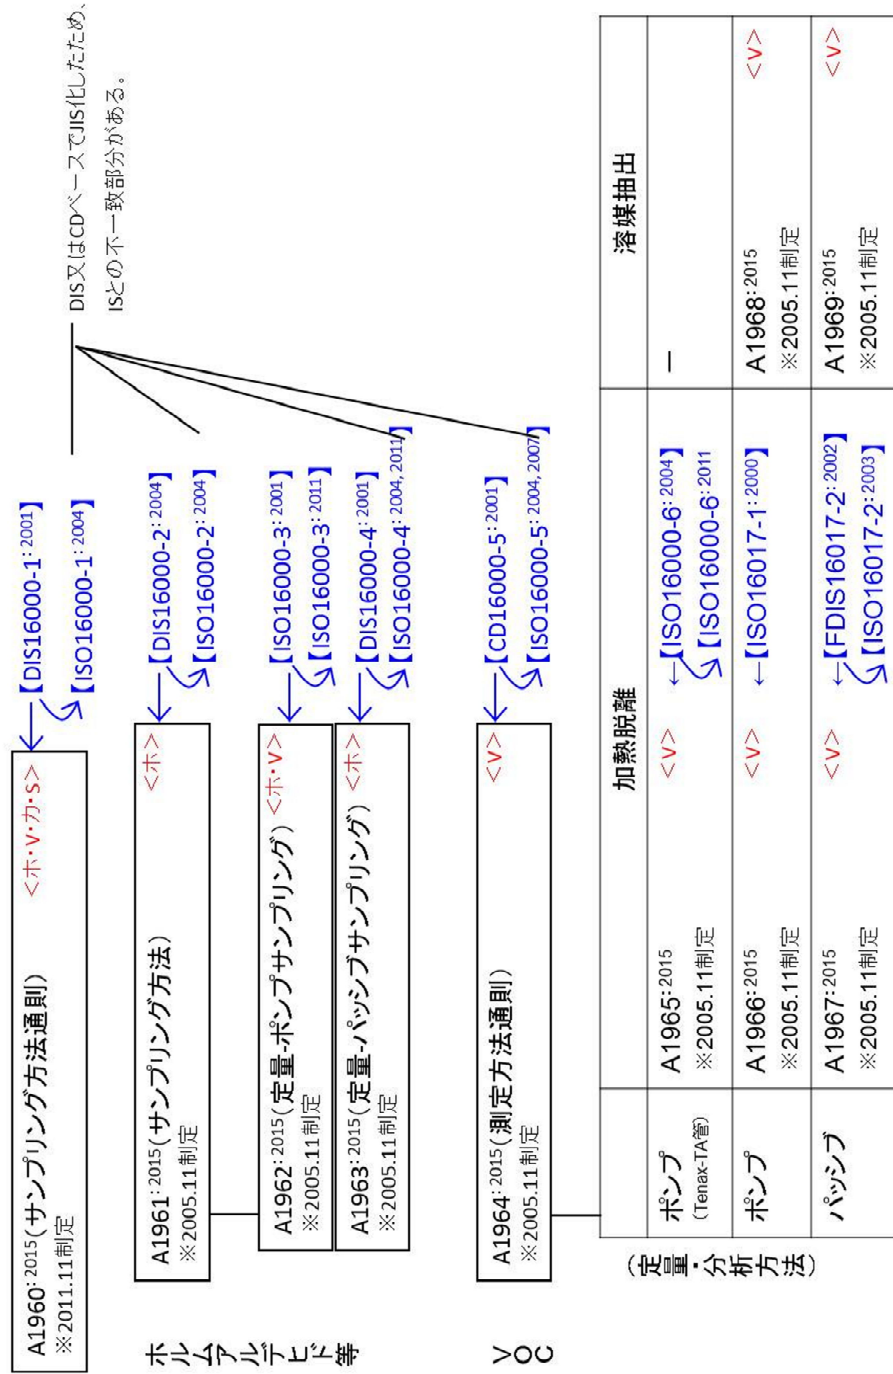 A1960:2015(サンプリング方法通則) <ホ・V・カ・s>
※2011.11制定
【DIS16000-1:2001】
【ISO16000-1:2004】
DIS又はCDベースでJIS化したため、
ISとの不一致部分がある。
ホルムアルデヒド等
A1961:2015(サンプリング方法) <ホ>
※2005.11制定
【DIS16000-2:2004】
【ISO16000-2:2004】
A1962:2015(定量-ポンプサンプリング) <ホ・V>
※2005.11制定
【ISO16000-3:2001】
【ISO16000-3:2011】
A1963:2015(定量-パッシブサンプリング) <ホ>
※2005.11制定
【DIS16000-4:2001】
【ISO16000-4:2004, 2011】
VOC
A1964:2015(測定方法通則) <V>
※2005.11制定
【CD16000-5:2001】
【ISO16000-5:2004, 2007】
(定量・分析方法)
加熱脱離 溶媒抽出
ポンプ
(Tenax-TA管)
A1965:2015 <V> ←【ISO16000-6:2004】
※2005.11制定 【ISO16000-6:2011
―
ポンプ
A1966:2015 <V> ←【ISO16017-1:2000】
※2005.11制定
A1968:2015 <V>
※2005.11制定
パッシブ
A1967:2015 <V> ←【FDIS16017-2:2002】
※2005.11制定 【ISO16017-2:2003】
A1969:2015 <V>
※2005.11制定